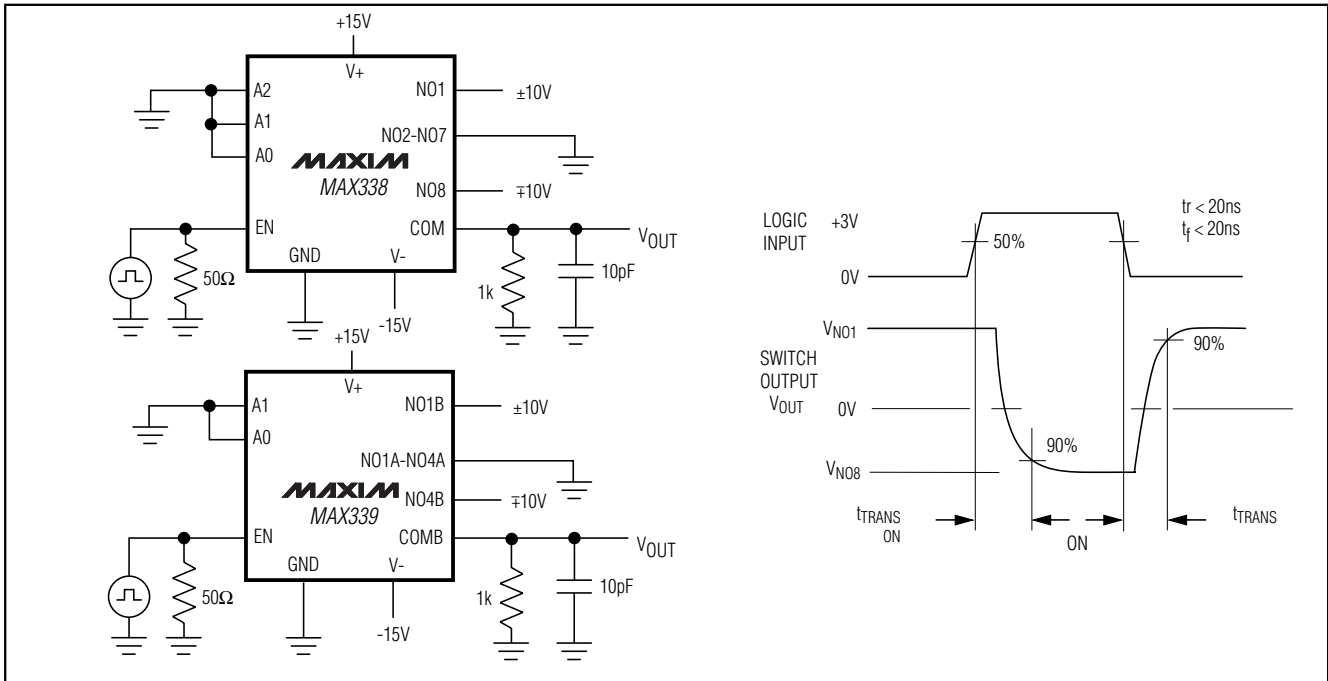 +15V
V+
A2
NO1
±10V
A1
NO2-NO7
A0
MAXIM
MAX338
NO8
∓10V
EN
COM
VOUT
GND
V-
50Ω
1k
10pF
-15V
+15V
V+
A1
NO1B
±10V
A0
NO1A-NO4A
MAXIM
MAX339
NO4B
∓10V
EN
COMB
VOUT
GND
V-
50Ω
1k
10pF
-15V
LOGIC
INPUT
+3V
50%
tr < 20ns
tf < 20ns
0V
VNO1
90%
SWITCH
OUTPUT
VOUT
0V
90%
VNO8
tTRANS
ON
ON
tTRANS